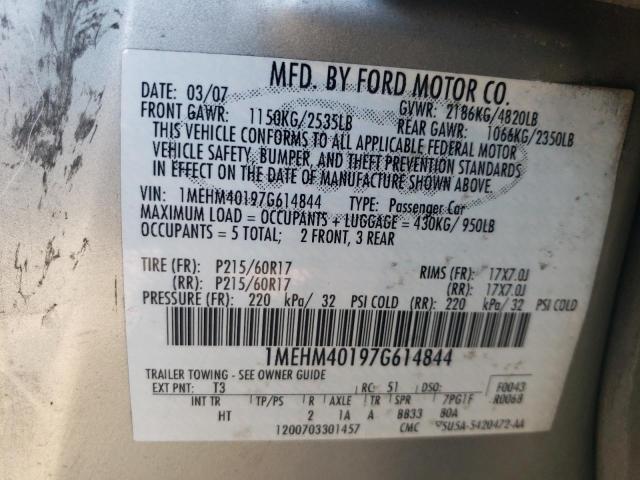 MFD. BY FORD MOTOR CO.
DATE: 03/07 GVWR: 2186KG/4820LB
FRONT GAWR: 1150KG/2535LB REAR GAWR: 1066KG/2350LB
THIS VEHICLE CONFORMS TO ALL APPLICABLE FEDERAL MOTOR
VEHICLE SAFETY, BUMPER, AND THEFT PREVENTION STANDARDS
IN EFFECT ON THE DATE OF MANUFACTURE SHOWN ABOVE.
VIN: 1MEHM40197G614844 TYPE: Passenger Car
MAXIMUM LOAD = OCCUPANTS + LUGGAGE = 430KG/ 950LB
OCCUPANTS = 5 TOTAL; 2 FRONT, 3 REAR
TIRE (FR): P215/60R17 RIMS (FR): 17X7.0J
(RR): P215/60R17 (RR): 17X7.0J
PRESSURE (FR): 220 kPa/ 32 PSI COLD (RR): 220 kPa/ 32 PSI COLD
1MEHM40197G614844
TRAILER TOWING - SEE OWNER GUIDE
EXT PNT: T3 RC: 51 DSO: F0043
INT TR TP/PS R AXLE TR SPR 7PG1F R0068
HT 2 1A A BB33 80A
1200703301457 CMC 5U5A-5420472-AA